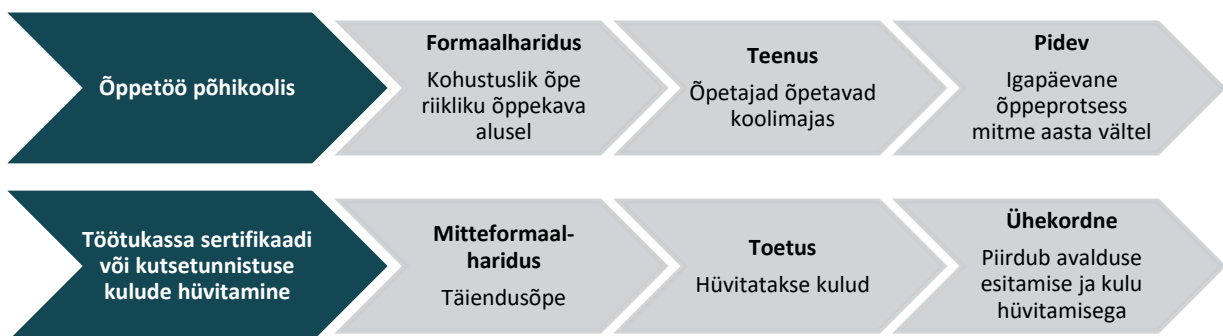 Õppetöö põhikoolis
Formaalharidus
Kohustuslik õpe
riikliku õppekava
alusel
Teenus
Õpetajad õpetavad
koolimajas
Pidev
Igapäevane
õppeprotsess
mitme aasta vältel
Töötukassa sertifikaadi
või kutsetunnistuse
kulude hüvitamine
Mitteformaal-
haridus
Täiendusõpe
Toetus
Hüvitatakse kulud
Ühekordne
Piirdub avalduse
esitamise ja kulu
hüvitamisega